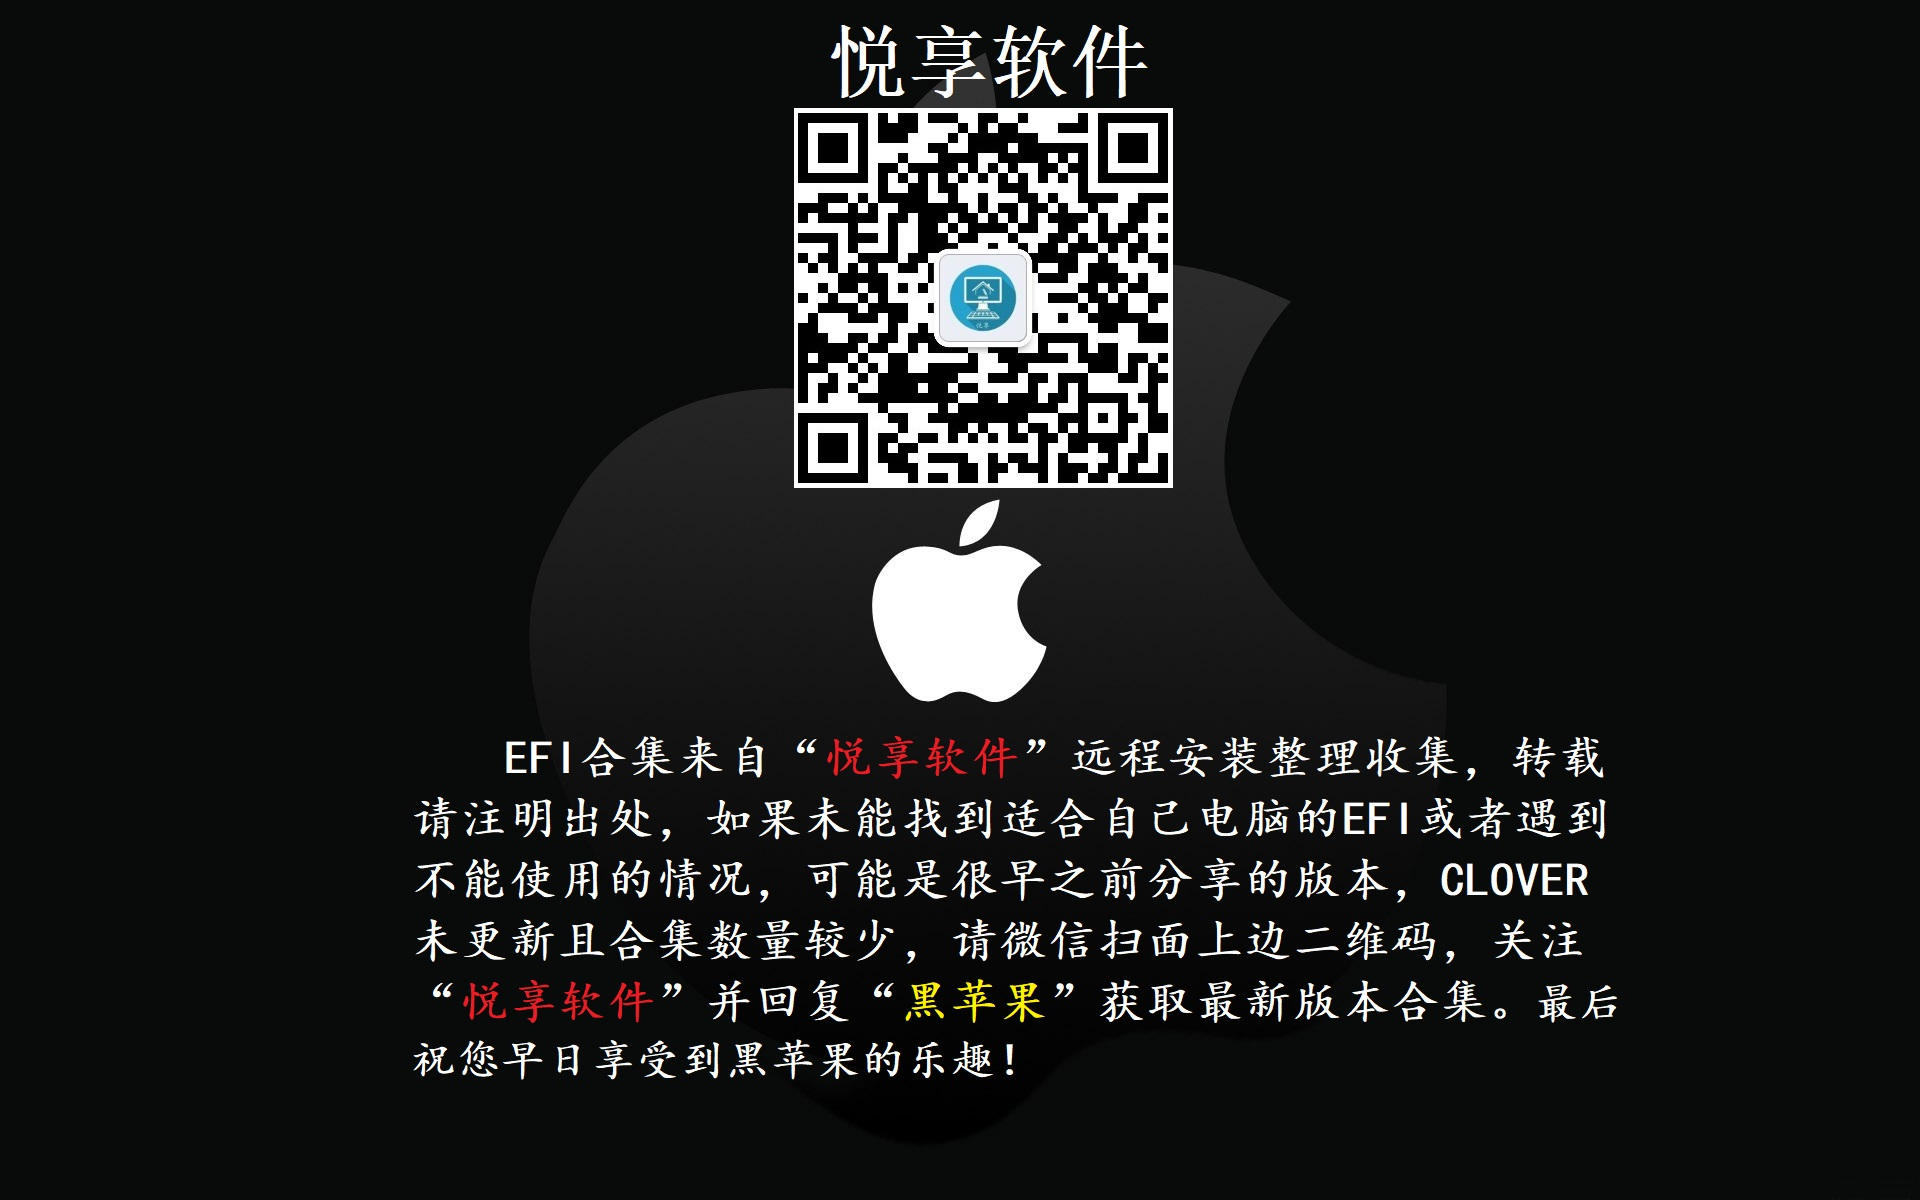 悦享软件
悦享
EFI合集来自“悦享软件”远程安装整理收集，转载
请注明出处，如果未能找到适合自己电脑的EFI或者遇到
不能使用的情况，可能是很早之前分享的版本，CLOVER
未更新且合集数量较少，请微信扫面上边二维码，关注
“悦享软件”并回复“黑苹果”获取最新版本合集。最后
祝您早日享受到黑苹果的乐趣！